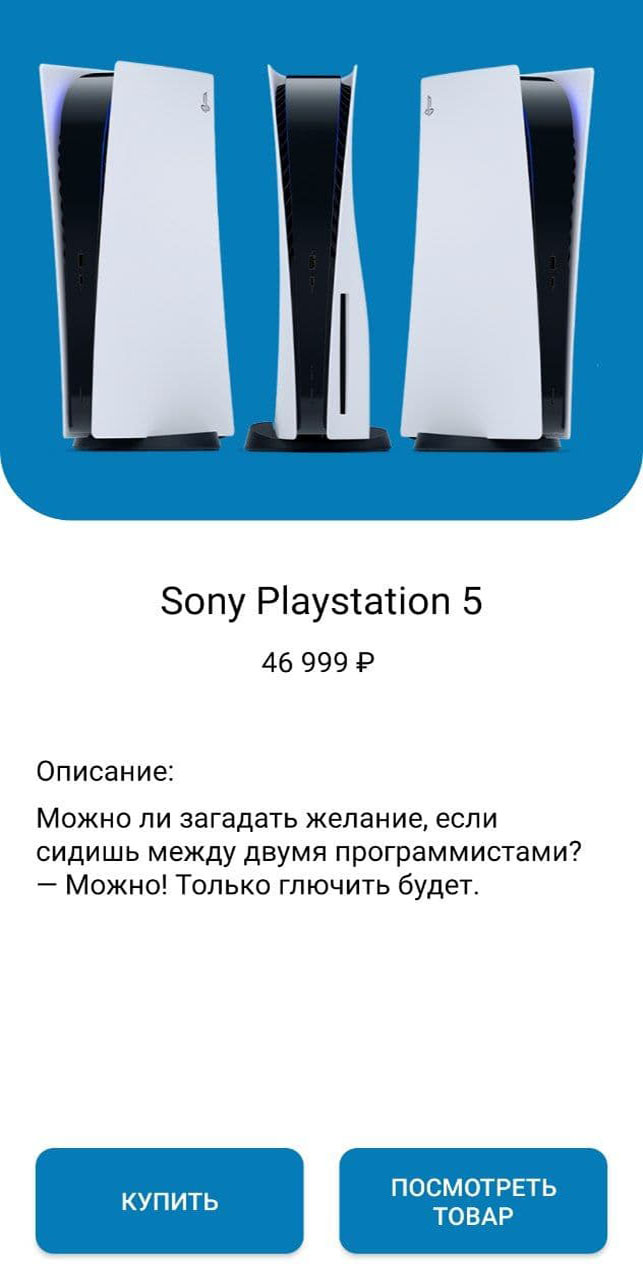 Sony Playstation 5
46 999 ₽
Описание:
Можно ли загадать желание, если
сидишь между двумя программистами?
— Можно! Только глючить будет.
КУПИТЬ
ПОСМОТРЕТЬ
ТОВАР